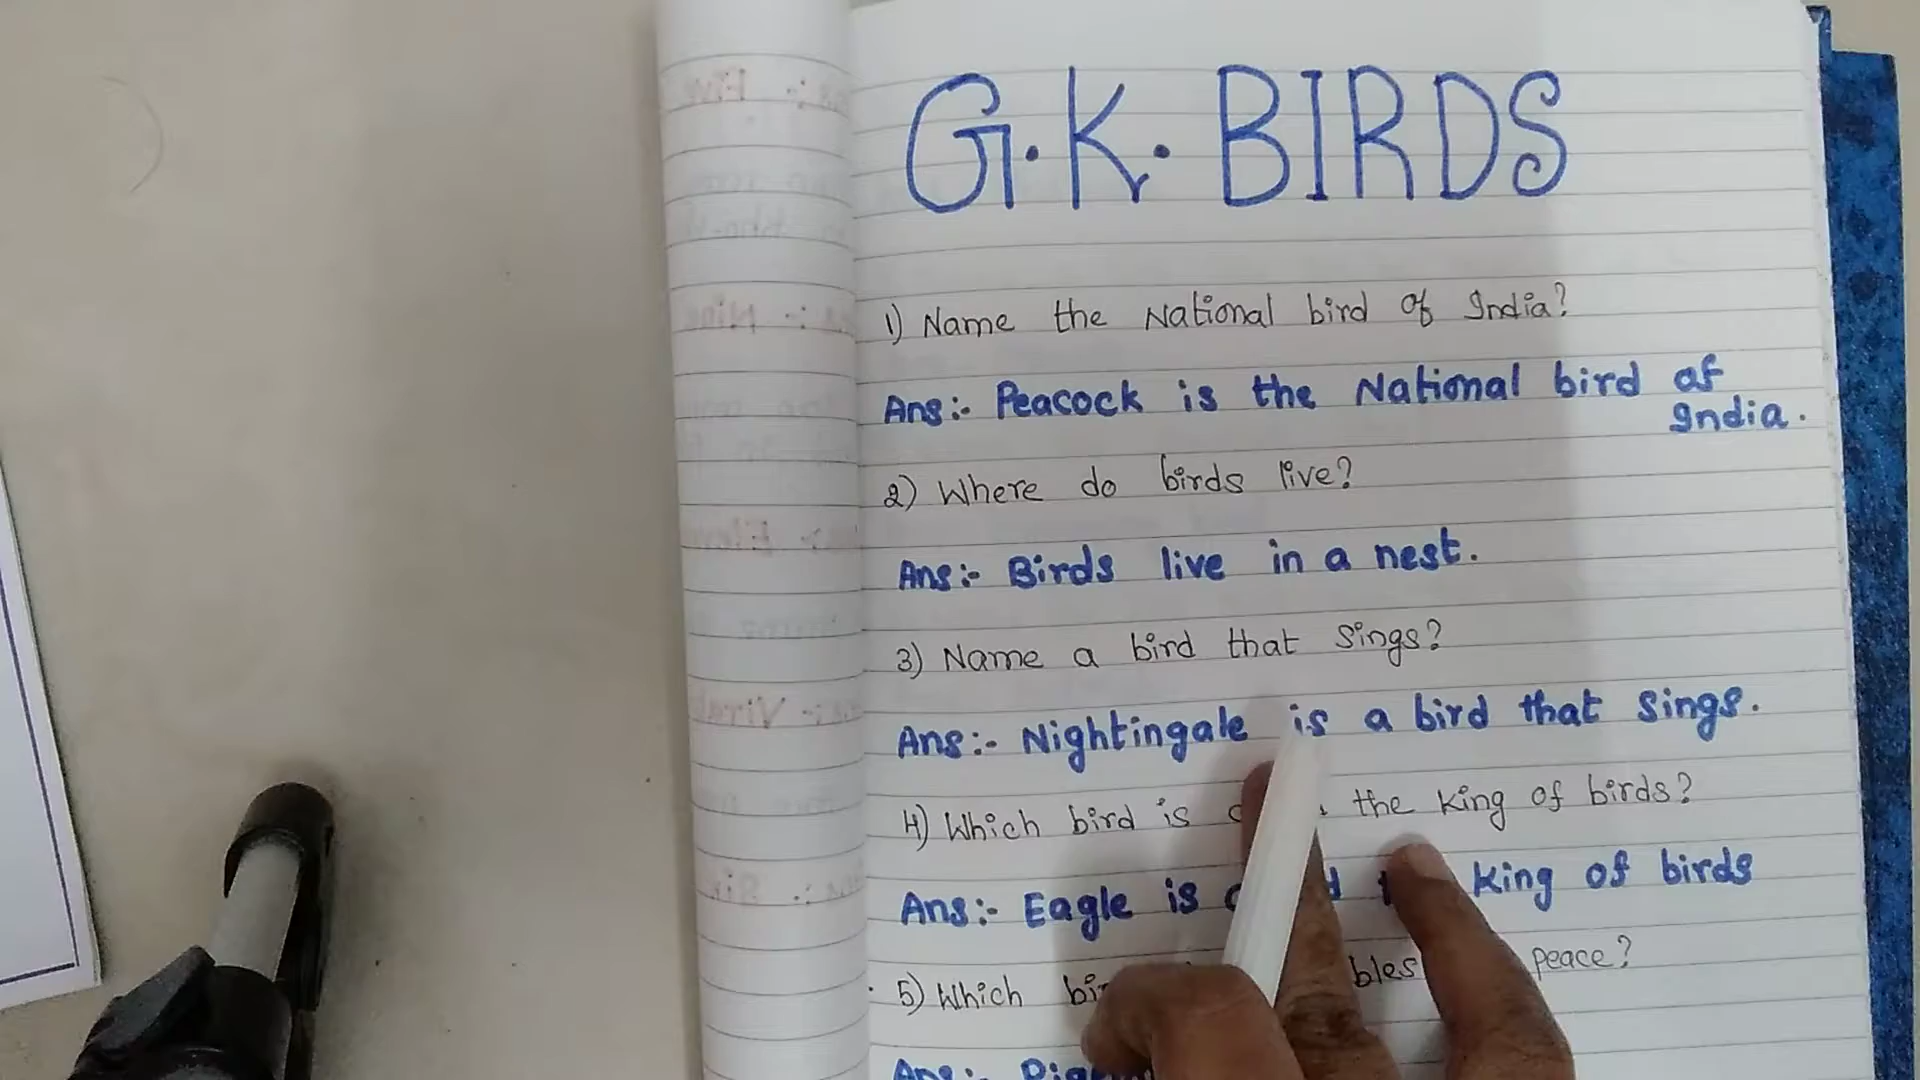 G.K. BIRDS
1) Name the National bird of India?
Ans:- Peacock is the National bird of
India.
2) Where do birds live?
Ans:- Birds live in a nest.
3) Name a bird that Sings?
Ans:- Nightingale is a bird that Sings.
4) Which bird is the King of birds?
Ans:- Eagle is King of birds
5) Which peace?
Ans:-